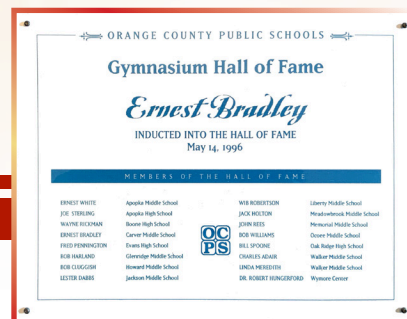 ORANGE COUNTY PUBLIC SCHOOLS
Gymnasium Hall of Fame
Ernest Bradley
INDUCTED INTO THE HALL OF FAME
May 14, 1996
MEMBERS OF THE HALL OF FAME
ERNEST WHITE Apopka Middle School
JOE STERLING Apopka High School
WAYNE RICKMAN Boone High School
ERNEST BRADLEY Carver Middle School
FRED PENNINGTON Evans High School
BOB HARLAND Glenridge Middle School
BOB CLUGGISH Howard Middle School
LESTER DABBS Jackson Middle School
OC
PS
WIB ROBERTSON Liberty Middle School
JACK HOLTON Meadowbrook Middle School
JOHN REES Memorial Middle School
BOB WILLIAMS Ocoee Middle School
BILL SPOONE Oak Ridge High School
CHARLES ADAIR Walker Middle School
LINDA MEREDITH Walker Middle School
DR. ROBERT HUNGERFORD Wymore Center